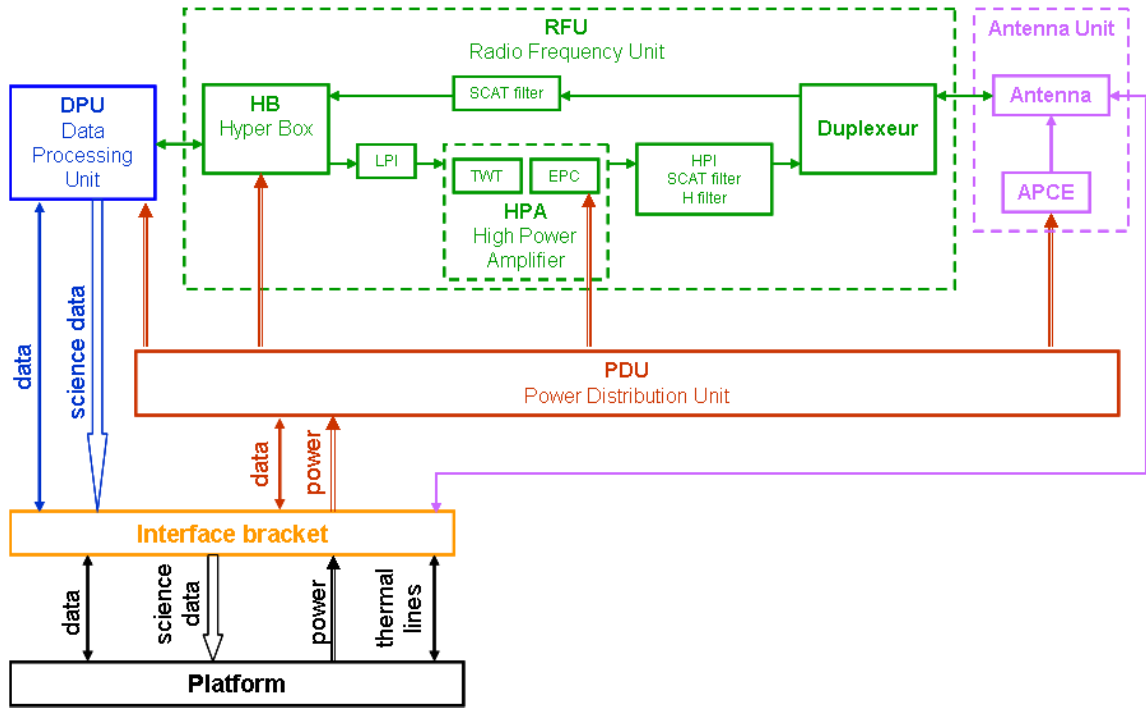 RFU
Radio Frequency Unit
Antenna Unit
DPU
Data
Processing
Unit
HB
Hyper Box
SCAT filter
Duplexeur
Antenna
LPI
TWT
EPC
HPI
SCAT filter
H filter
APCE
HPA
High Power
Amplifier
data
science data
PDU
Power Distribution Unit
data
power
Interface bracket
data
science
data
power
thermal
lines
Platform